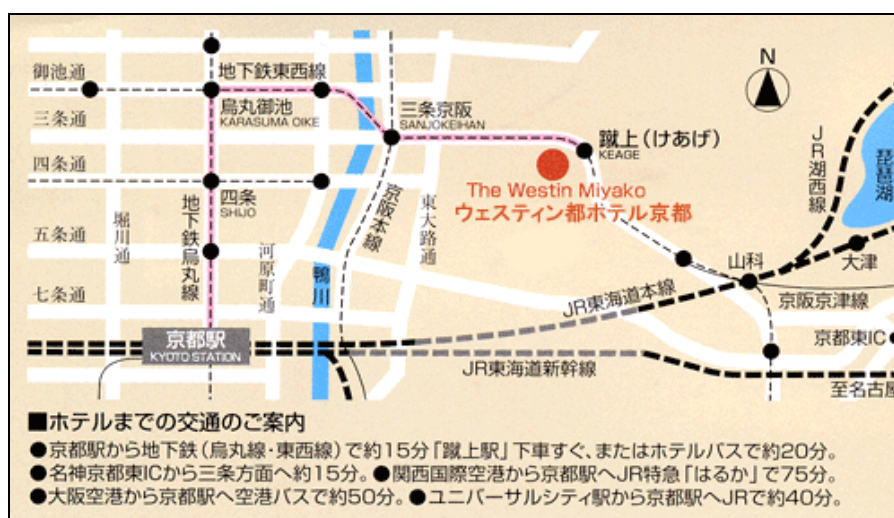 N
御池通
地下鉄東西線
烏丸御池
KARASUMA OIKE
三条京阪
SANJOKEIHAN
蹴上(けあげ)
KEAGE
JR湖西線
琵琶湖
三条通
四条通
四条
SHIJO
The Westin Miyako
ウェスティン都ホテル京都
京阪本線
東大路通
堀川通
地下鉄烏丸線
河原町通
鴨川
五条通
七条通
山科
大津
JR東海道本線
京阪京津線
京都駅
KYOTO STATION
京都東IC
JR東海道新幹線
至名古屋
■ホテルまでの交通のご案内
●京都駅から地下鉄(烏丸線・東西線)で約15分「蹴上駅」下車すぐ、またはホテルバスで約20分。
●名神京都東ICから三条方面へ約15分。●関西国際空港から京都駅へJR特急「はるか」で75分。
●大阪空港から京都駅へ空港バスで約50分。●ユニバーサルシティ駅から京都駅へJRで約40分。